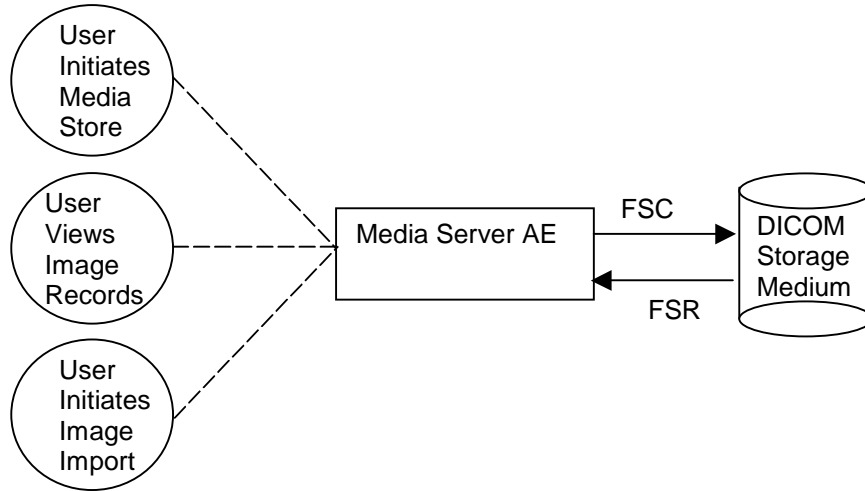 User
Initiates
Media
Store
User
Views
Image
Records
User
Initiates
Image
Import
Media Server AE
FSC
FSR
DICOM
Storage
Medium